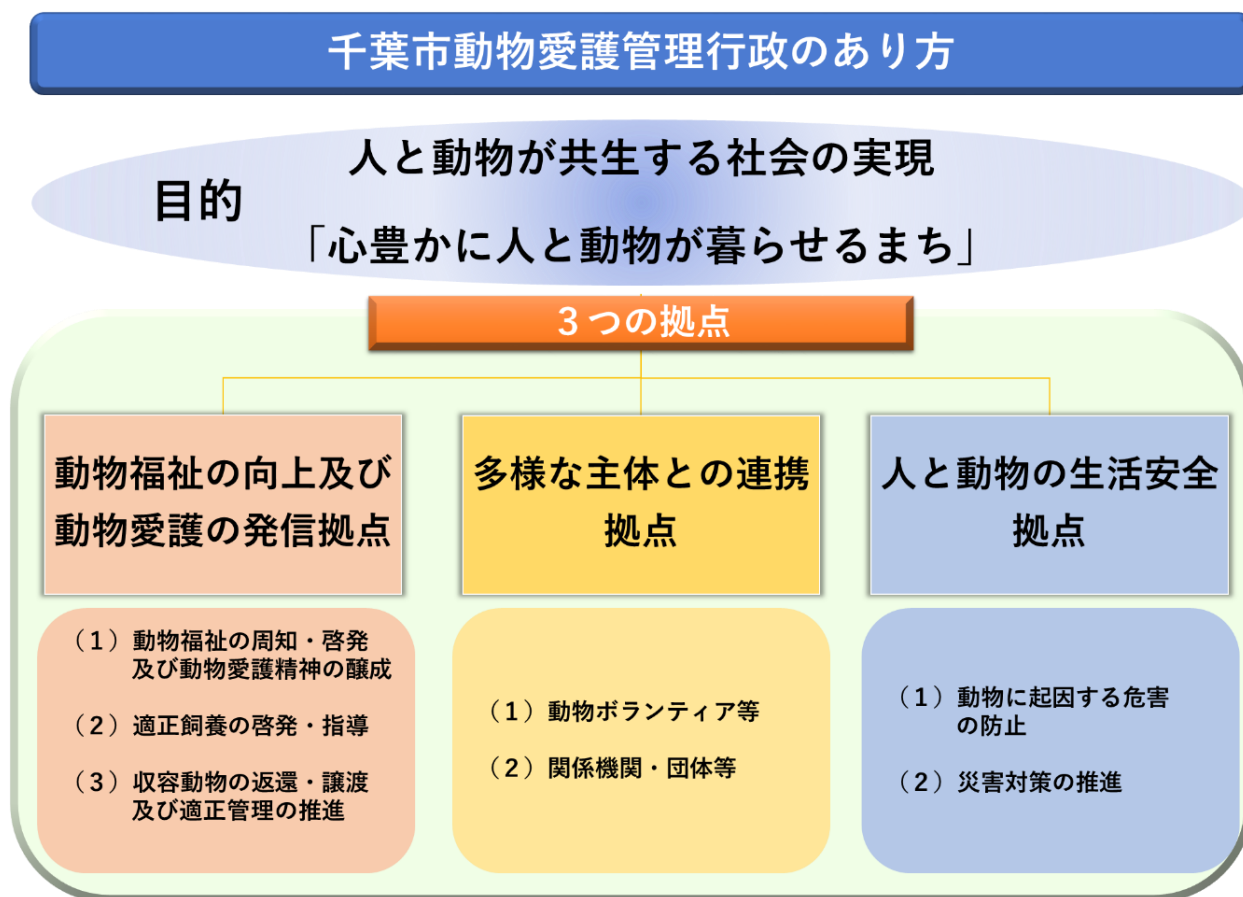 千葉市動物愛護管理行政のあり方
人と動物が共生する社会の実現
目的
「心豊かに人と動物が暮らせるまち」
３つの拠点
動物福祉の向上及び
動物愛護の発信拠点
（１）動物福祉の周知・啓発
及び動物愛護精神の醸成
（２）適正飼養の啓発・指導
（３）収容動物の返還・譲渡
及び適正管理の推進
多様な主体との連携
拠点
（１）動物ボランティア等
（２）関係機関・団体等
人と動物の生活安全
拠点
（１）動物に起因する危害
の防止
（２）災害対策の推進